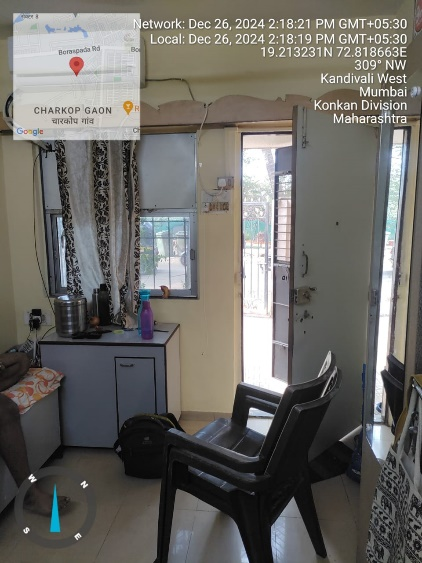 Network: Dec 26, 2024 2:18:21 PM GMT+05:30
Local: Dec 26, 2024 2:18:19 PM GMT+05:30
19.213231N 72.818663E
309° NW
Kandivali West
Mumbai
Konkan Division
Maharashtra
Boraspada Rd
CHARKOP GAON
चारकोप गांव
Google
N
E
S
W